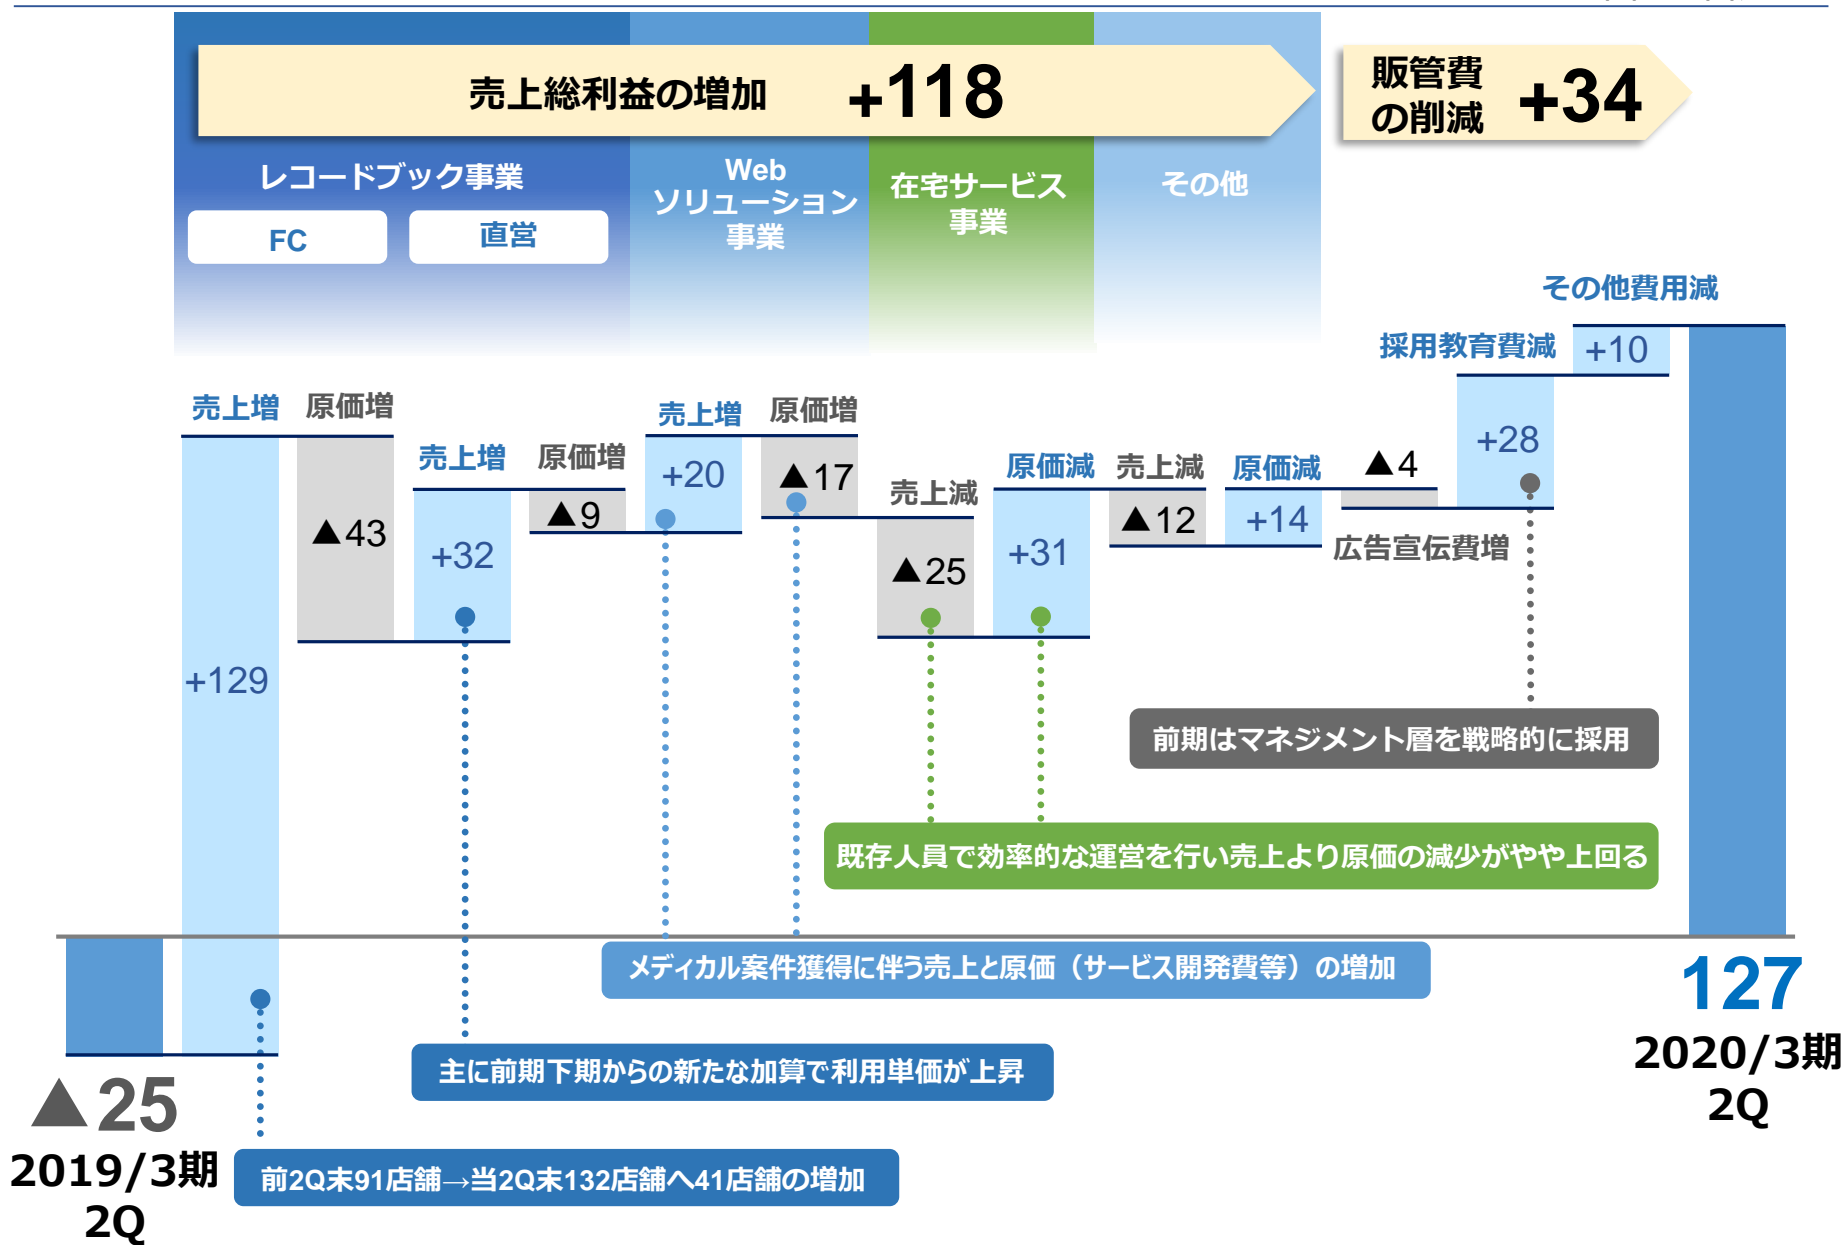 売上総利益の増加 +118
販管費
の削減 +34
レコードブック事業
FC
直営
Web
ソリューション
事業
在宅サービス
事業
その他
その他費用減
採用教育費減
+10
売上増
原価増
売上増
原価増
売上増
原価増
売上減
原価減
売上減
原価減
▲4
+28
+129
▲43
+32
▲9
+20
▲17
▲25
+31
▲12
+14
広告宣伝費増
前期はマネジメント層を戦略的に採用
既存人員で効率的な運営を行い売上より原価の減少がやや上回る
メディカル案件獲得に伴う売上と原価（サービス開発費等）の増加
主に前期下期からの新たな加算で利用単価が上昇
前2Q末91店舗→当2Q末132店舗へ41店舗の増加
▲25
2019/3期
2Q
127
2020/3期
2Q